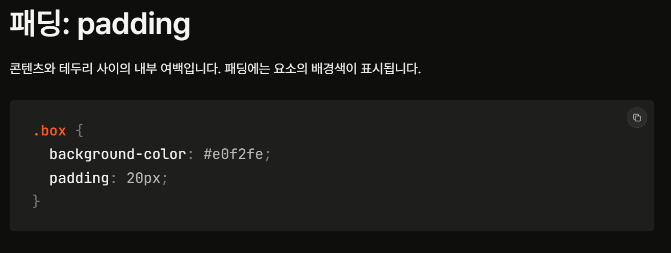 패딩: padding
콘텐츠와 테두리 사이의 내부 여백입니다. 패딩에는 요소의 배경색이 표시됩니다.
.box {
  background-color: #e0f2fe;
  padding: 20px;
}